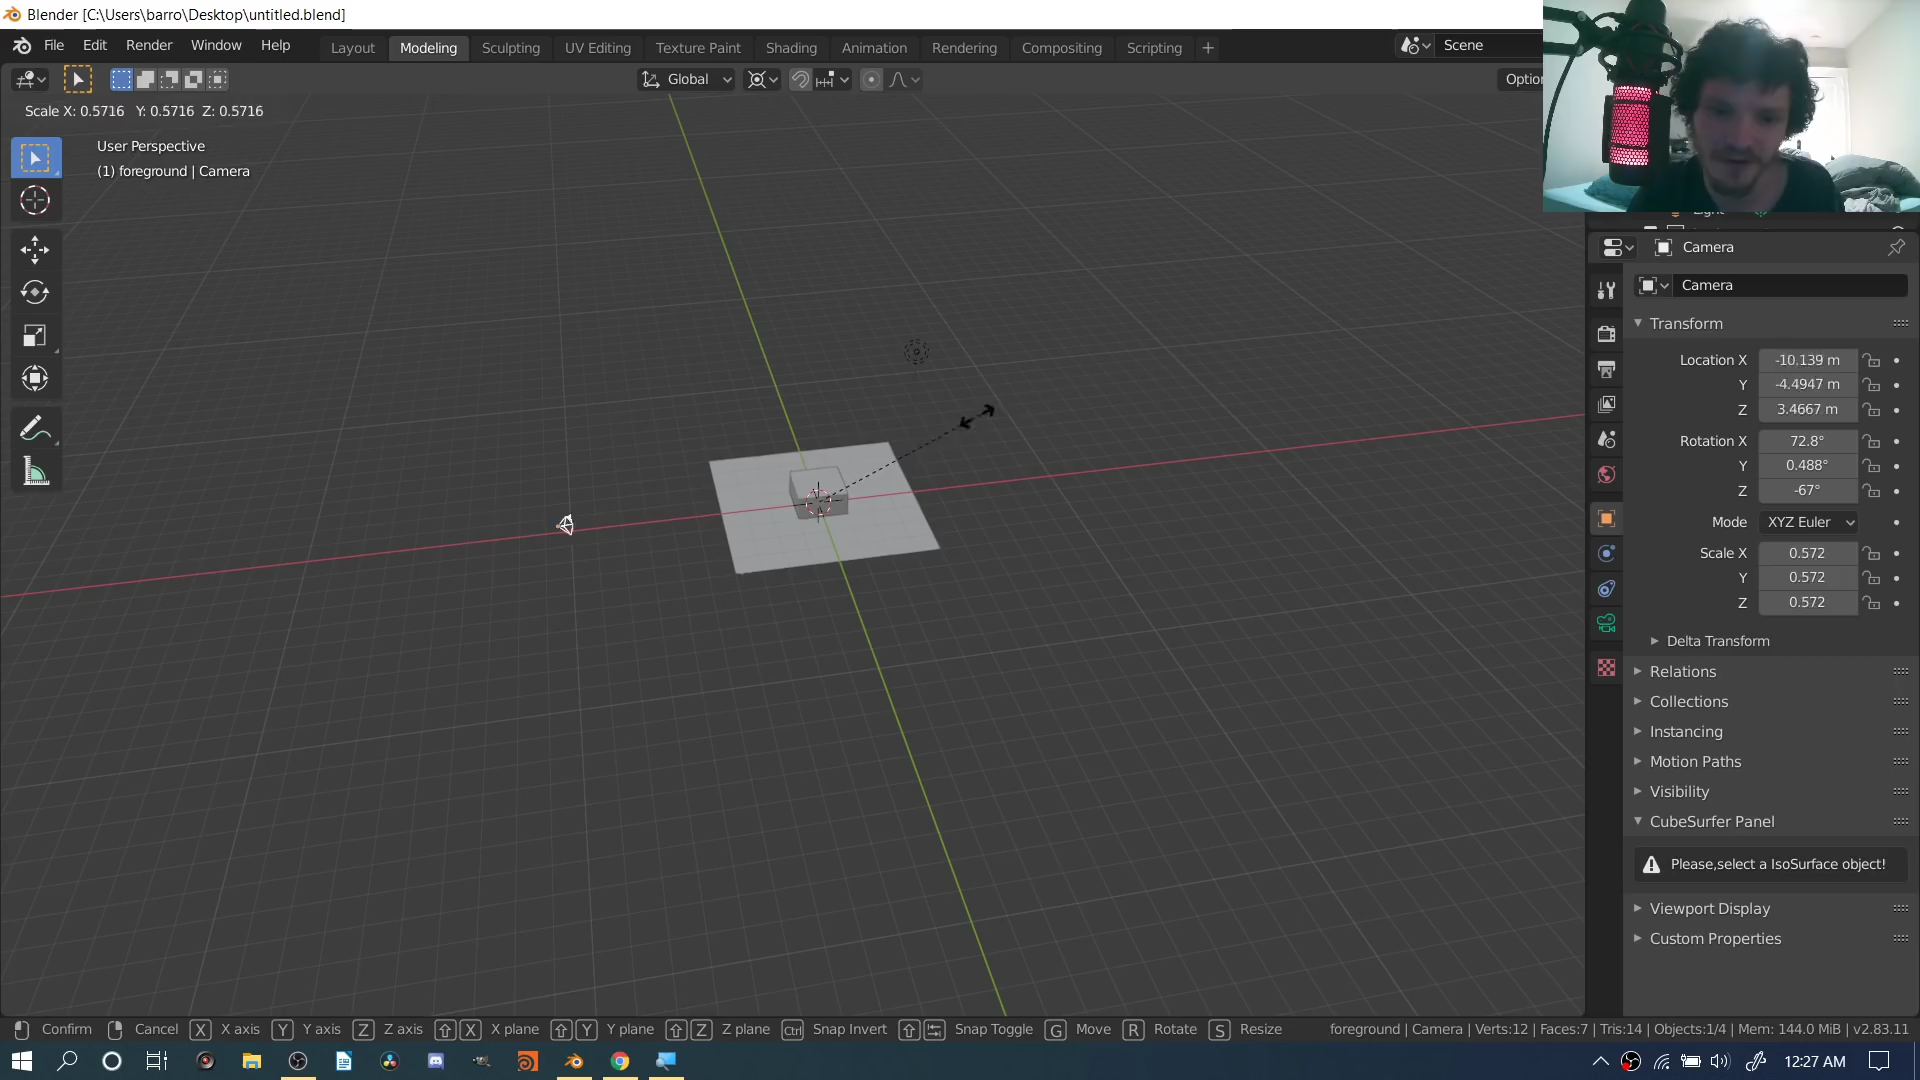 Blender [C:\Users\barro\Desktop\untitled.blend]
File Edit Render Window Help
Layout Modeling Sculpting UV Editing Texture Paint Shading Animation Rendering Compositing Scripting +
Scene
Global
Optio
Scale X: 0.5716 Y: 0.5716 Z: 0.5716
User Perspective
(1) foreground | Camera
Camera
Camera
Transform
Location X -10.139 m
Y -4.4947 m
Z 3.4667 m
Rotation X 72.8°
Y 0.488°
Z -67°
Mode XYZ Euler
Scale X 0.572
Y 0.572
Z 0.572
Delta Transform
Relations
Collections
Instancing
Motion Paths
Visibility
CubeSurfer Panel
Please,select a IsoSurface object!
Viewport Display
Custom Properties
Confirm Cancel X X axis Y Y axis Z Z axis X X plane Y Y plane Z Z plane Ctrl Snap Invert Snap Toggle G Move R Rotate S Resize foreground | Camera | Verts:12 | Faces:7 | Tris:14 | Objects:1/4 | Mem: 144.0 MiB | v2.83.11
12:27 AM